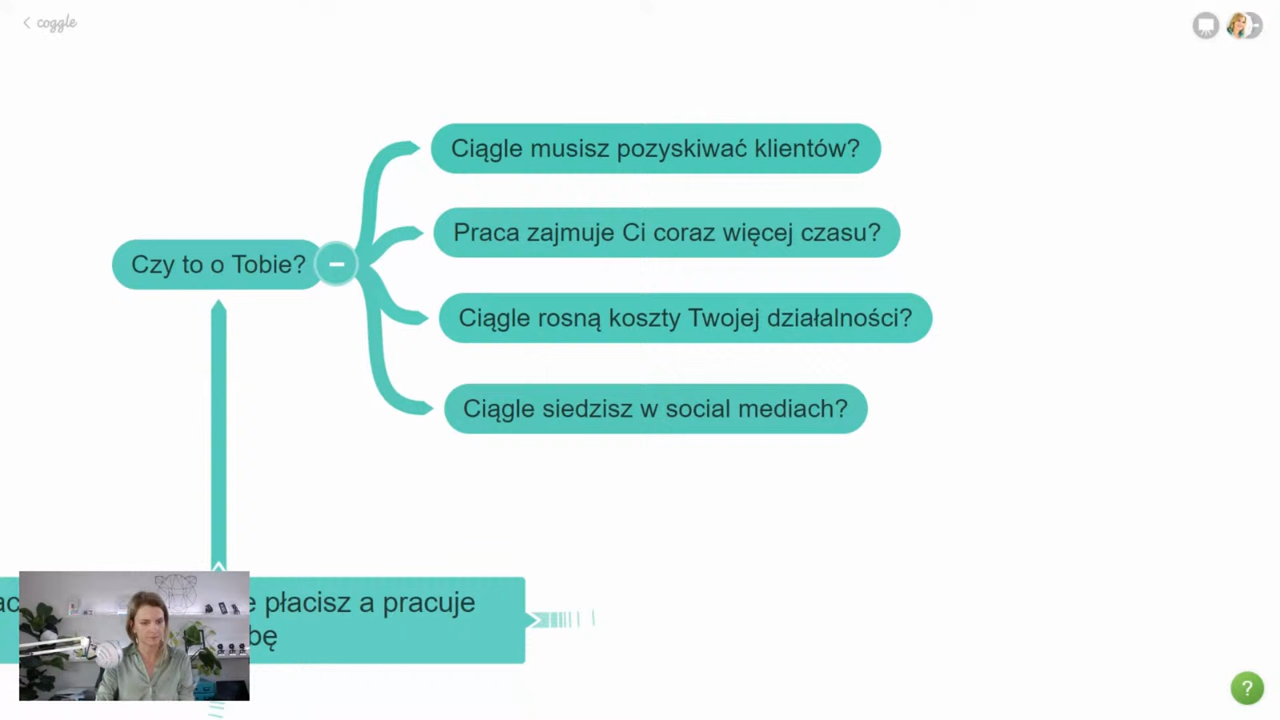 coggle
Ciągle musisz pozyskiwać klientów?
Praca zajmuje Ci coraz więcej czasu?
Czy to o Tobie?
Ciągle rosną koszty Twojej działalności?
Ciągle siedzisz w social mediach?
płacisz a pracuje
?